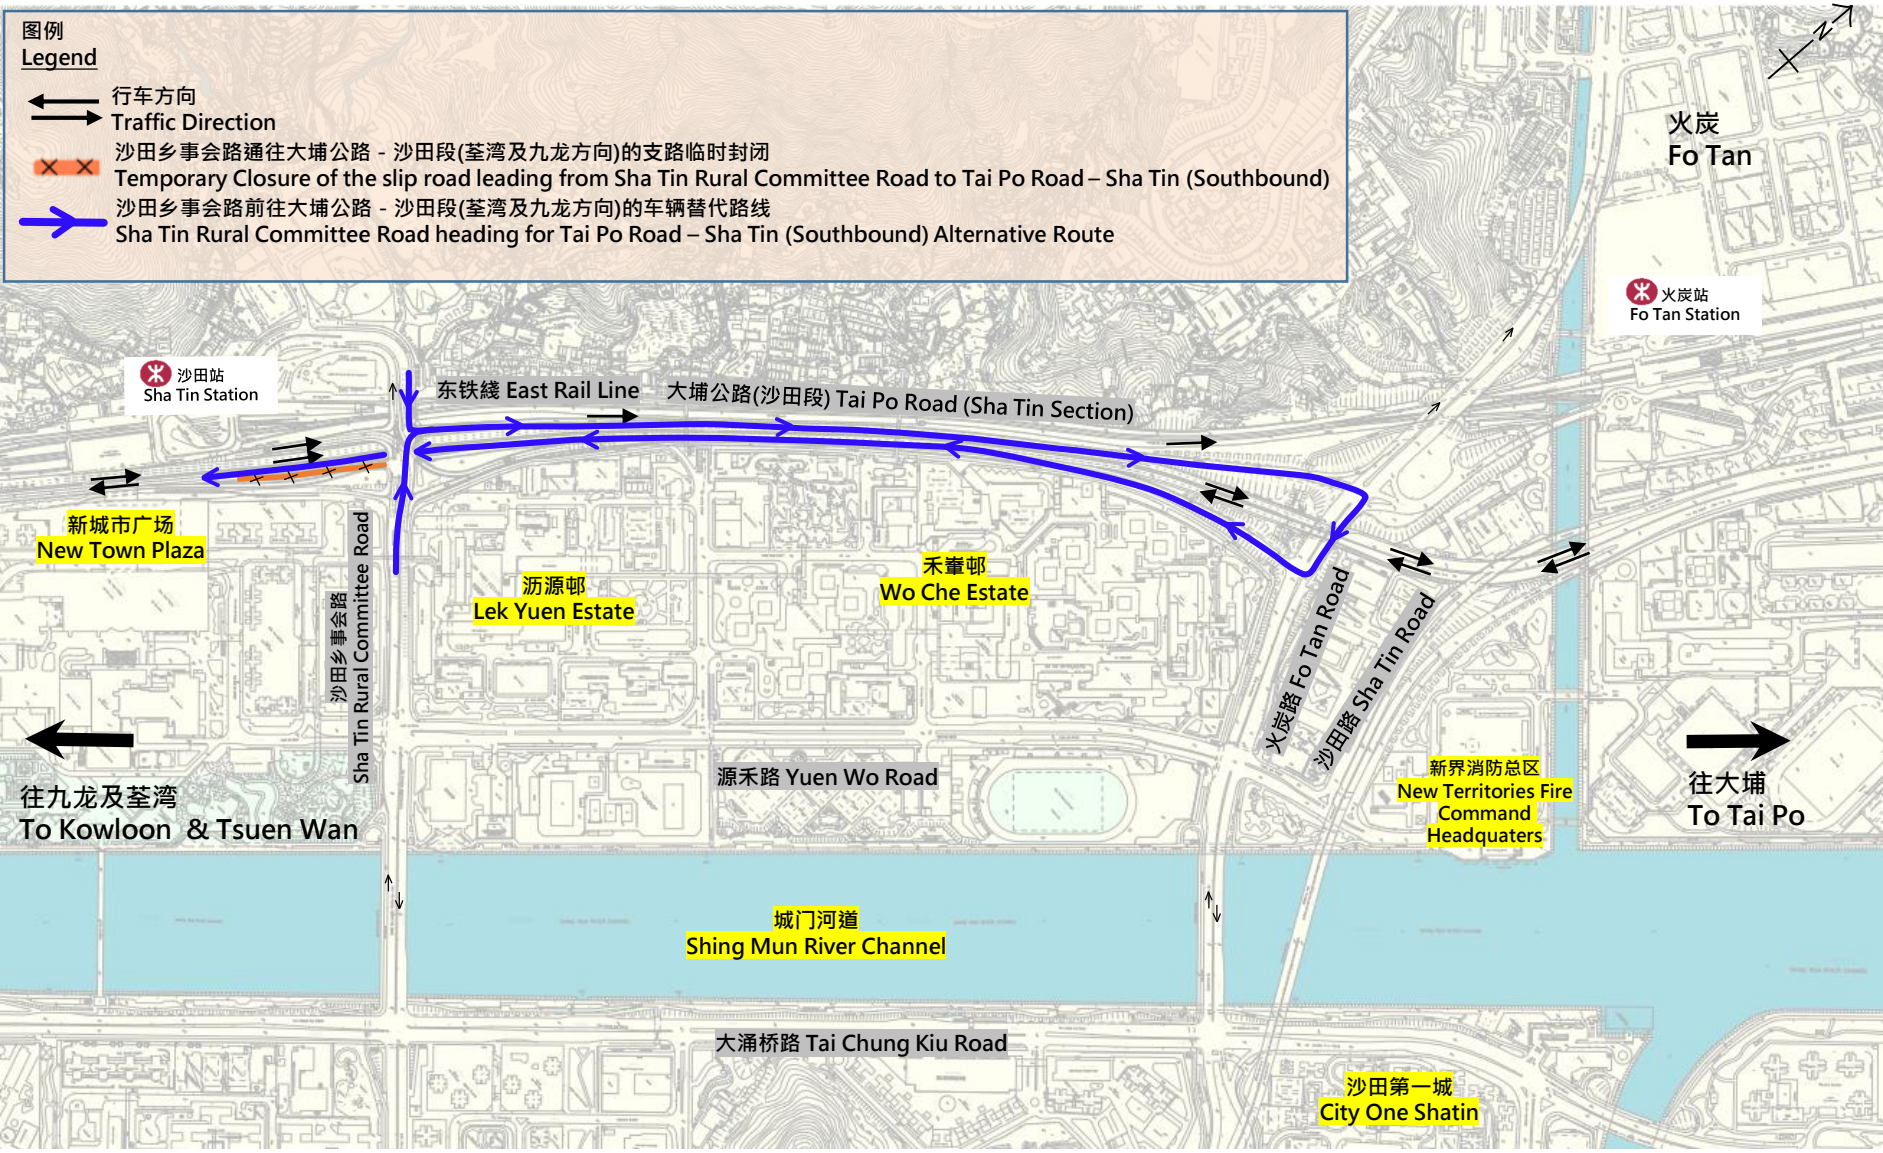 图例
Legend
行车方向
Traffic Direction
沙田乡事会路通往大埔公路 - 沙田段(荃湾及九龙方向)的支路临时封闭
Temporary Closure of the slip road leading from Sha Tin Rural Committee Road to Tai Po Road – Sha Tin (Southbound)
沙田乡事会路前往大埔公路 - 沙田段(荃湾及九龙方向)的车辆替代路线
Sha Tin Rural Committee Road heading for Tai Po Road – Sha Tin (Southbound) Alternative Route
N
火炭
Fo Tan
火炭站
Fo Tan Station
沙田站
Sha Tin Station
东铁綫 East Rail Line
大埔公路(沙田段) Tai Po Road (Sha Tin Section)
新城市广场
New Town Plaza
沙田乡事会路
Sha Tin Rural Committee Road
沥源邨
Lek Yuen Estate
禾輋邨
Wo Che Estate
火炭路 Fo Tan Road
沙田路 Sha Tin Road
往九龙及荃湾
To Kowloon & Tsuen Wan
源禾路 Yuen Wo Road
新界消防总区
New Territories Fire
Command
Headquaters
往大埔
To Tai Po
城门河道
Shing Mun River Channel
大涌桥路 Tai Chung Kiu Road
沙田第一城
City One Shatin